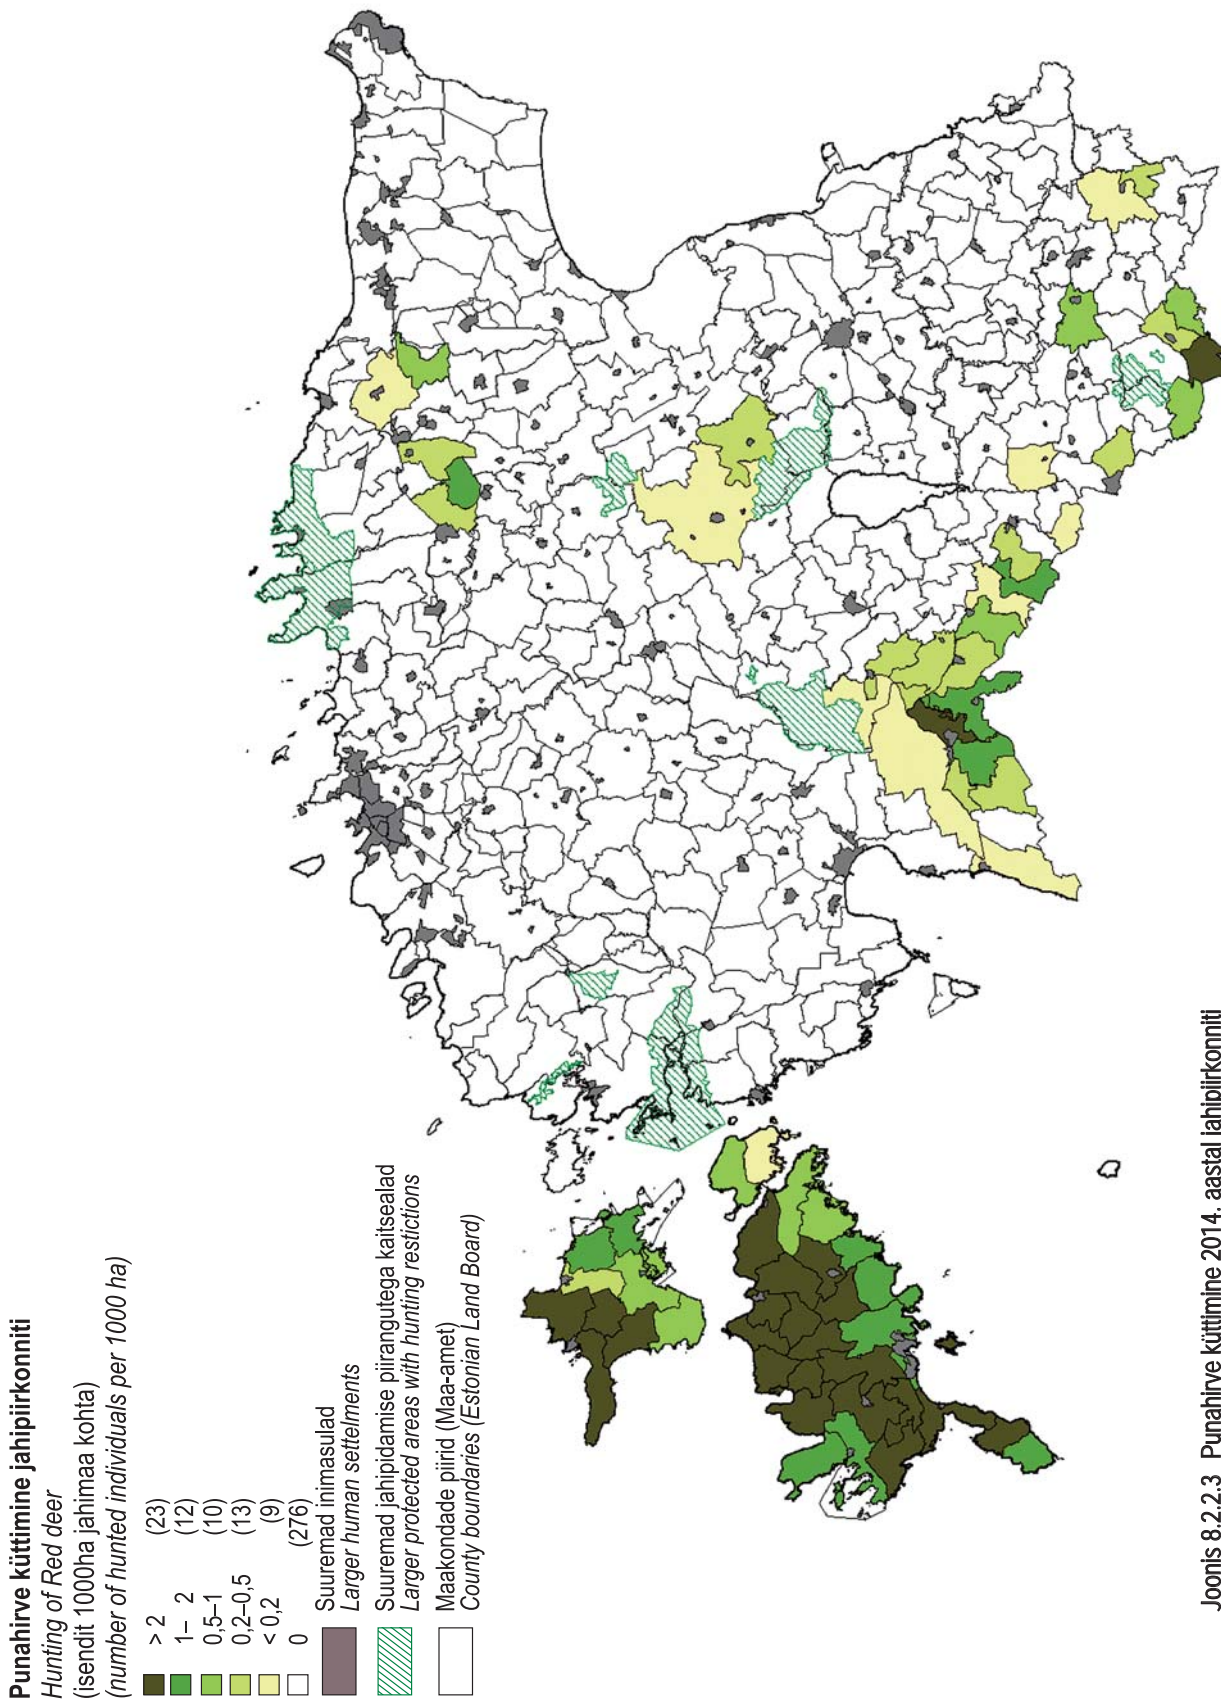 Punahirve küttimine jahipiirkonniti
Hunting of Red deer
(isendit 1000ha jahimaa kohta)
(number of hunted individuals per 1000 ha)
> 2 (23)
1– 2 (12)
0,5–1 (10)
0,2–0,5 (13)
< 0,2 (9)
0 (276)
Suuremad inimasulad
Larger human settelments
Suuremad jahipidamise piirangutega kaitsealad
Larger protected areas with hunting restictions
Maakondade piirid (Maa-amet)
County boundaries (Estonian Land Board)
Joonis 8.2.2.3 Punahirve küttimine 2014. aastal jahipiirkonniti